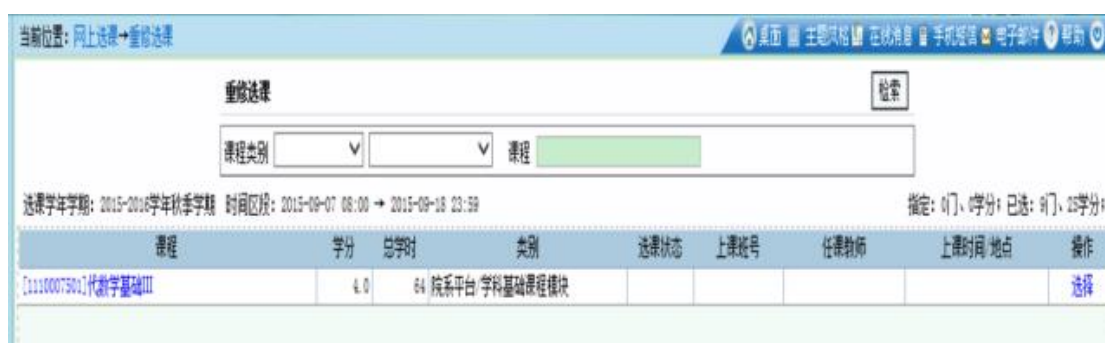 当前位置：网上选课→重修选课 桌面 主题风格 在线消息 手机短信 电子邮件 帮助
重修选课 检索
课程类别 课程
选课学年学期：2015-2016学年秋季学期 时间区段：2015-09-07 08:00 → 2015-09-18 23:59 指定：0门、0学分；已选：9门、25学分；
课程 学分 总学时 类别 选课状态 上课班号 任课教师 上课时间/地点 操作
[1110007501]代数学基础III 4.0 64 院系平台/学科基础课程模块 选择